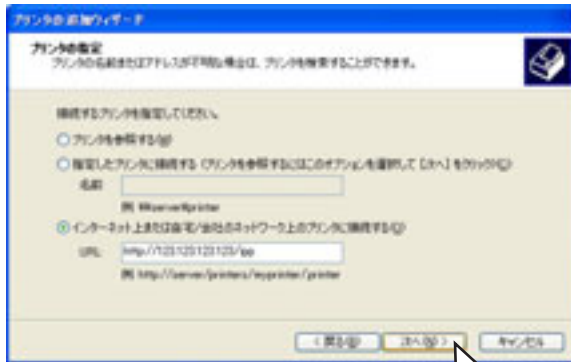 プリンタの追加ウィザード
プリンタの指定
プリンタの名前またはアドレスが不明な場合は、プリンタを検索することができます。
接続するプリンタを指定してください。
プリンタを参照する(W)
指定したプリンタに接続する (プリンタを参照するにはこのオプションを選択して [次へ] をクリック)(C)
名前:
例: ¥¥server¥printer
インターネット上または自宅/会社のネットワーク上のプリンタに接続する(O)
URL: http://123.123.123.123/ipp
例: http://server/printers/myprinter/.printer
< 戻る(B) 次へ(N) > キャンセル